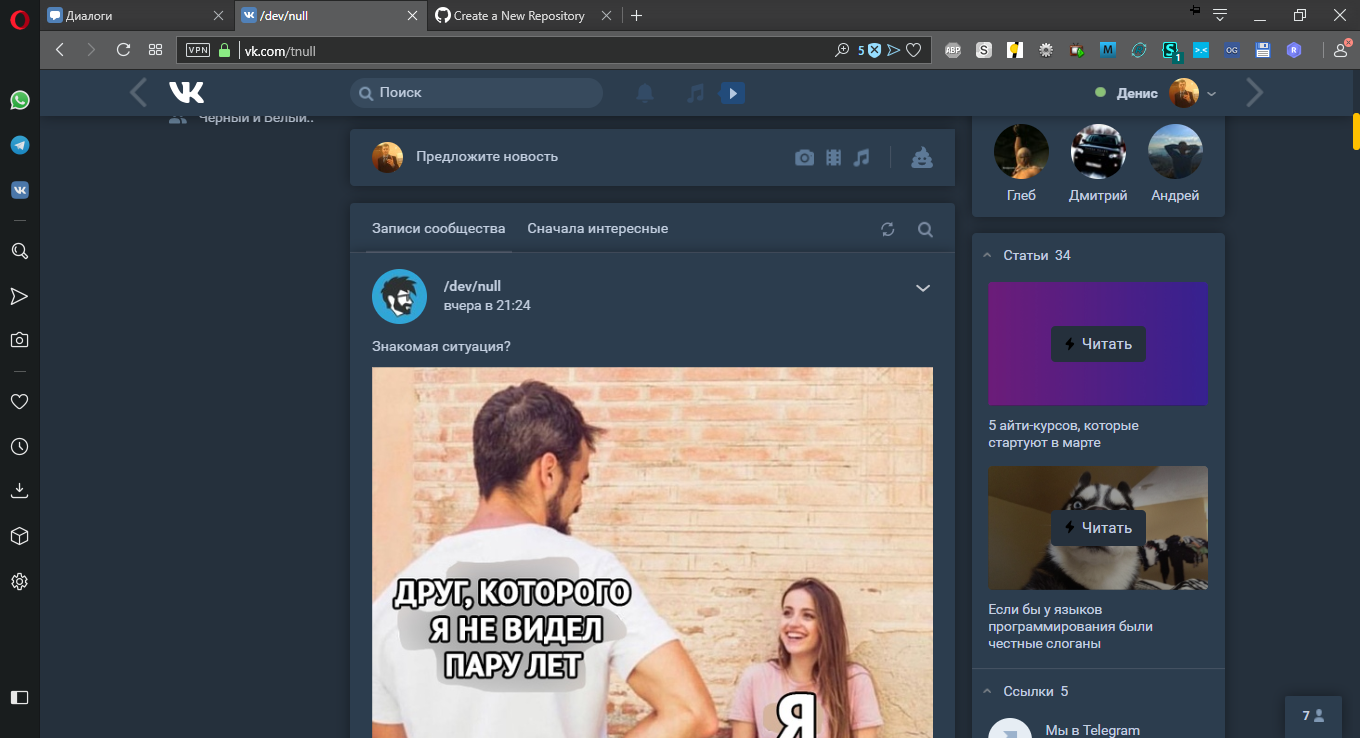 Диалоги
/dev/null
Create a New Repository
VPN
vk.com/tnull
5
ABP
S
M
S
1
>.<
OG
R
Поиск
Денис
Черный и Белый..
Предложите новость
Глеб
Дмитрий
Андрей
Записи сообщества
Сначала интересные
/dev/null
вчера в 21:24
Знакомая ситуация?
ДРУГ, КОТОРОГО
Я НЕ ВИДЕЛ
ПАРУ ЛЕТ
Я
Статьи 34
Читать
5 айти-курсов, которые
стартуют в марте
Читать
Если бы у языков
программирования были
честные слоганы
Ссылки 5
Мы в Telegram
7